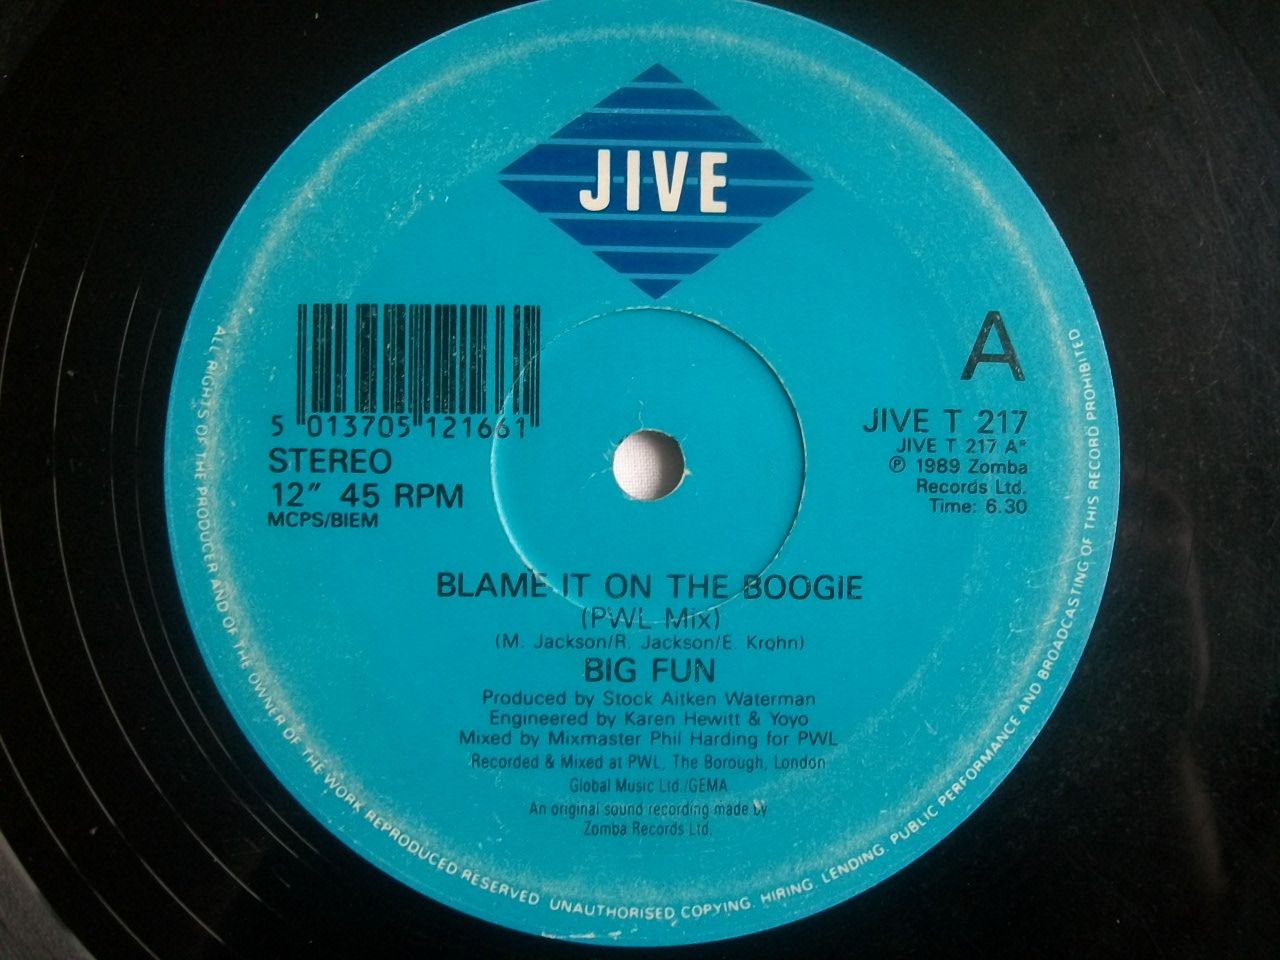 JIVE
A
5 013705 121661
STEREO
12" 45 RPM
MCPS/BIEM
JIVE T 217
JIVE T 217 A*
℗ 1989 Zomba
Records Ltd.
Time: 6.30
BLAME IT ON THE BOOGIE
(PWL Mix)
(M. Jackson/R. Jackson/E. Krohn)
BIG FUN
Produced by Stock Aitken Waterman
Engineered by Karen Hewitt & Yoyo
Mixed by Mixmaster Phil Harding for PWL
Recorded & Mixed at PWL, The Borough, London
Global Music Ltd./GEMA
An original sound recording made by
Zomba Records Ltd.
ALL RIGHTS OF THE PRODUCER AND OF THE OWNER OF THE WORK REPRODUCED RESERVED UNAUTHORISED COPYING. HIRING. LENDING. PUBLIC PERFORMANCE AND BROADCASTING OF THIS RECORD PROHIBITED